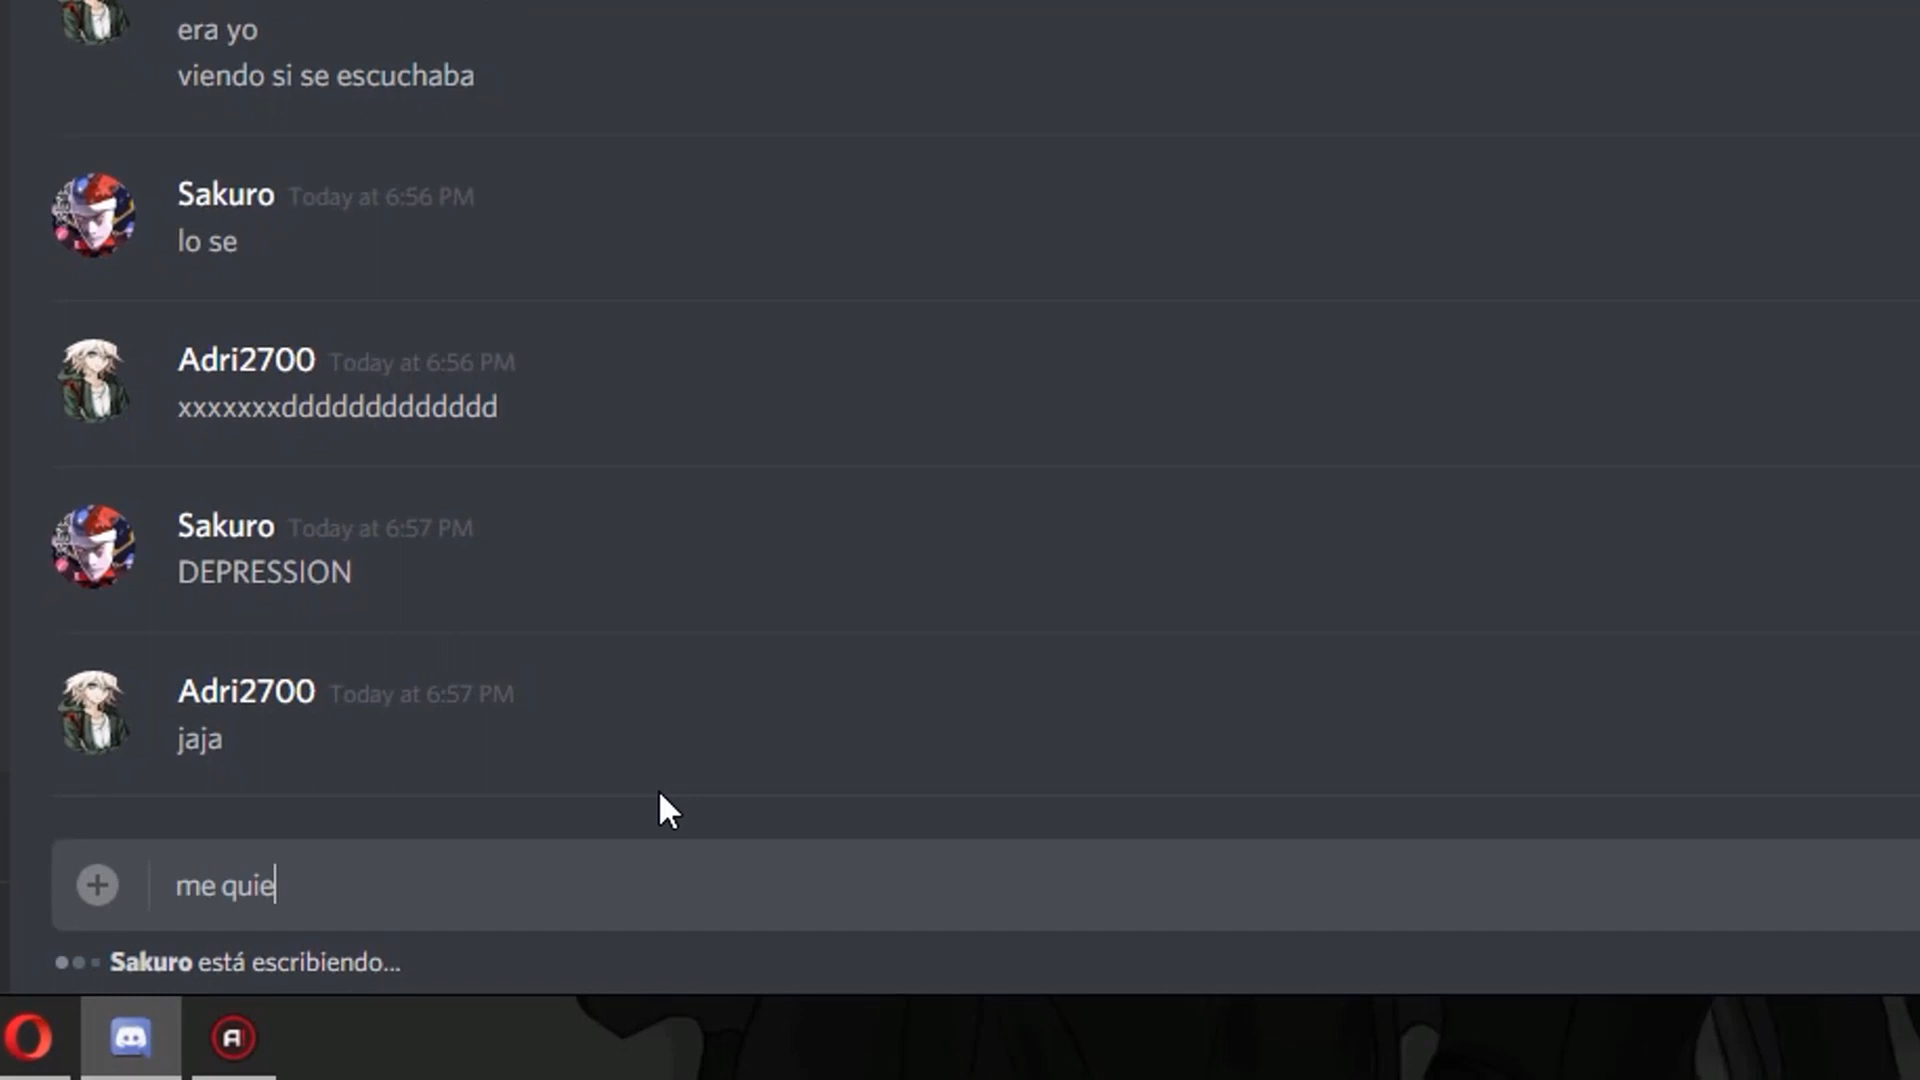 era yo
viendo si se escuchaba
Sakuro Today at 6:56 PM
lo se
Adri2700 Today at 6:56 PM
xxxxxxxddddddddddddd
Sakuro Today at 6:57 PM
DEPRESSION
Adri2700 Today at 6:57 PM
jaja
me quie
Sakuro está escribiendo...